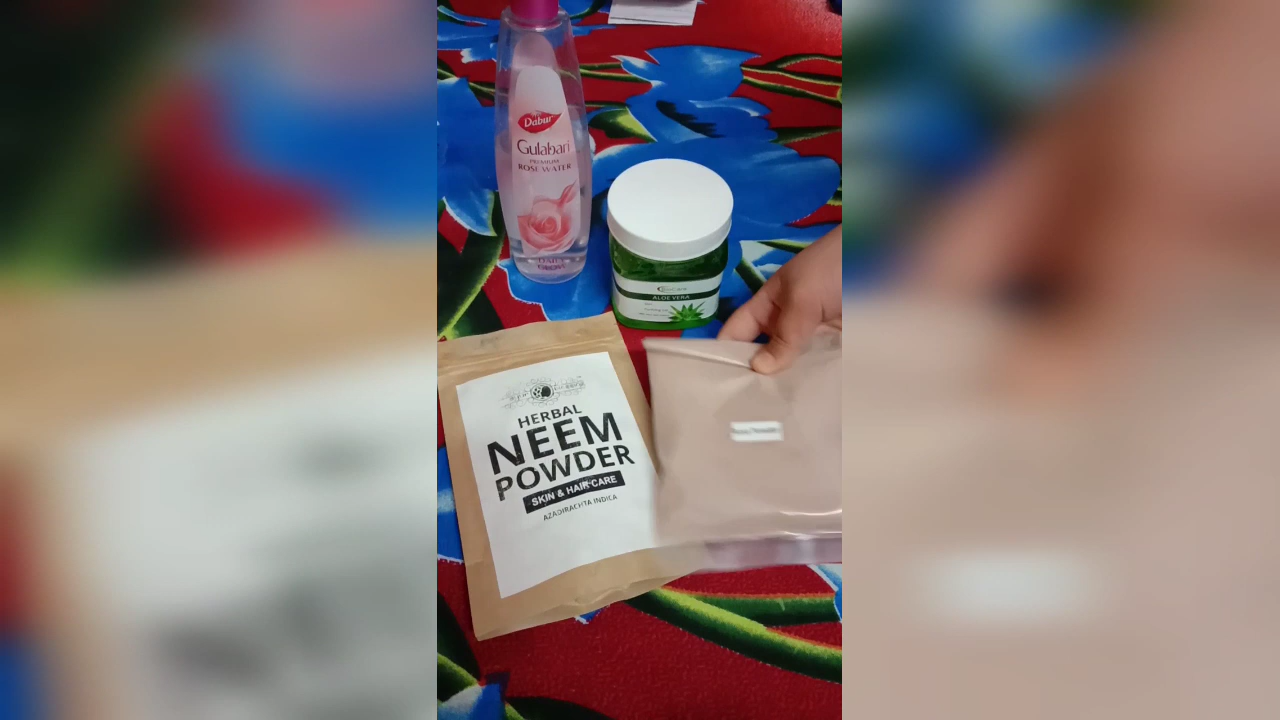 Dabur
Gulabari
PREMIUM
ROSE WATER
ALOE VERA
HERBAL
NEEM
POWDER
SKIN & HAIR CARE
AZADIRACHTA INDICA